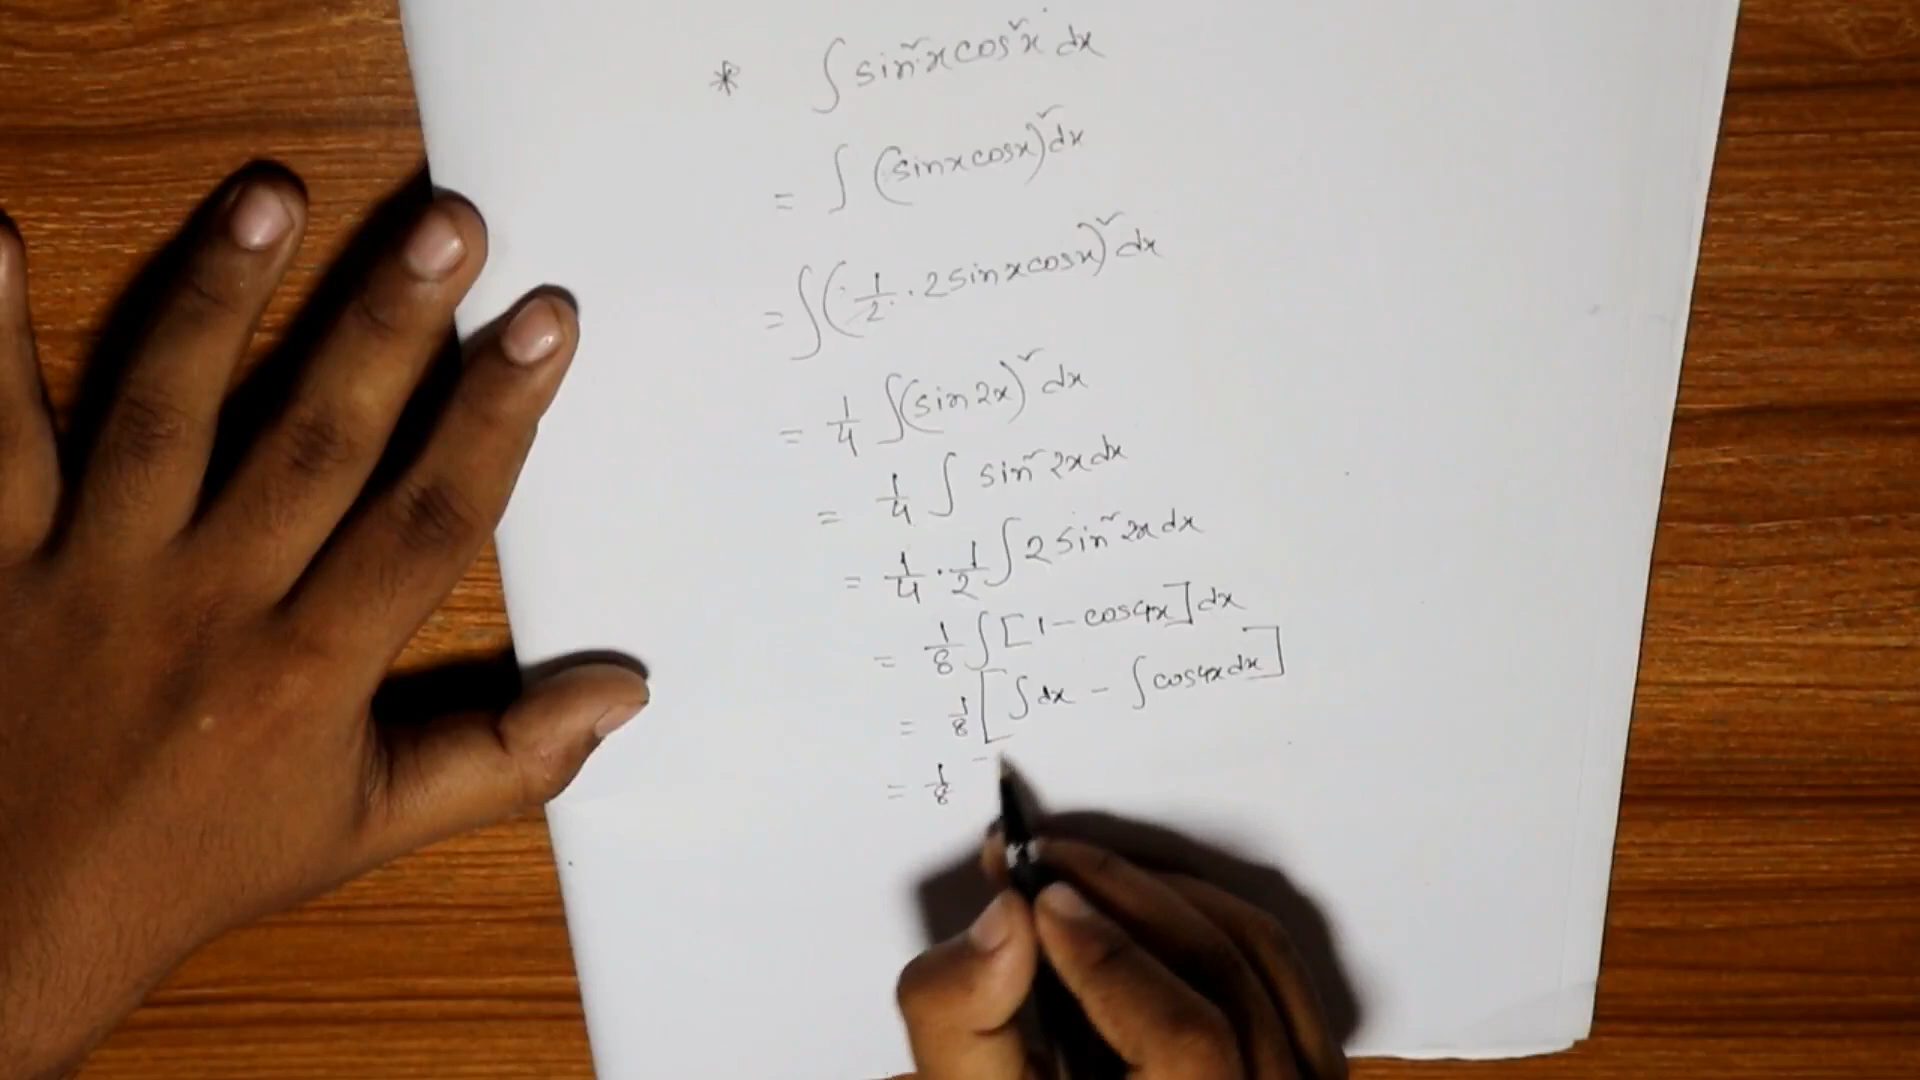 * ∫ sin²x cos²x dx
= ∫ (sinx cosx)² dx
= ∫ (1/2 · 2 sinx cosx)² dx
= 1/4 ∫ (sin 2x)² dx
= 1/4 ∫ sin² 2x dx
= 1/4 · 1/2 ∫ 2 sin² 2x dx
= 1/8 ∫ [1 - cos4x] dx
= 1/8 [∫ dx - ∫ cos4x dx]
= 1/8